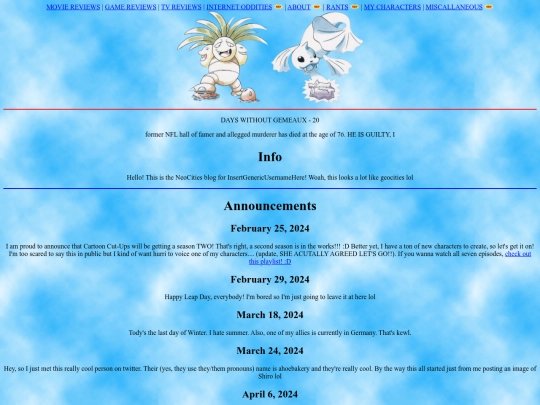 MOVIE REVIEWS | GAME REVIEWS | TV REVIEWS | INTERNET ODDITIES | ABOUT | RANTS | MY CHARACTERS | MISCALLANEOUS
DAYS WITHOUT GEMEAUX - 20
former NFL hall of famer and allegged murderer has died at the age of 76. HE IS GUILTY, I
Info
Hello! This is the NeoCities blog for InsertGenericUsernameHere! Woah, this looks a lot like geocities lol
Announcements
February 25, 2024
I am proud to announce that Cartoon Cut-Ups will be getting a season TWO! That's right, a second season is in the works!!! :D Better yet, I have a ton of new characters to create, so let's get it on!
I'm too scared to say this in public but I kind of want hurri to voice one of my characters... (update, SHE ACUTALLY AGREED LET'S GO!!). If you wanna watch all seven episodes, check out
this playlist! :D
February 29, 2024
Happy Leap Day, everybody! I'm bored so I'm just going to leave it at here lol
March 18, 2024
Tody's the last day of Winter. I hate summer. Also, one of my allies is currently in Germany. That's kewl.
March 24, 2024
Hey, so I just met this really cool person on twitter. Their (yes, they use they/them pronouns) name is ahoebakery and they're really cool. By the way this all started just from me posting an image of
Shiro lol
April 6, 2024